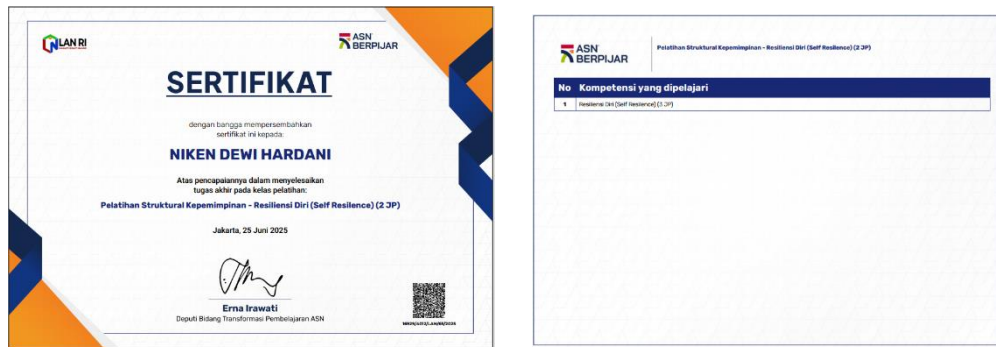 LAN RI
ASN
BERPIJAR
SERTIFIKAT
dengan bangga mempersembahkan
sertifikat ini kepada:
NIKEN DEWI HARDANI
Atas pencapaiannya dalam menyelesaikan
tugas akhir pada kelas pelatihan:
Pelatihan Struktural Kepemimpinan - Resiliensi Diri (Self Resilence) (2 JP)
Jakarta, 25 Juni 2025
Erna Irawati
Deputi Bidang Transformasi Pembelajaran ASN
ASN
BERPIJAR
Pelatihan Struktural Kepemimpinan - Resiliensi Diri (Self Resilence) (2 JP)
No Kompetensi yang dipelajari
1 Resiliensi Diri (Self Resilence) (3 JP)